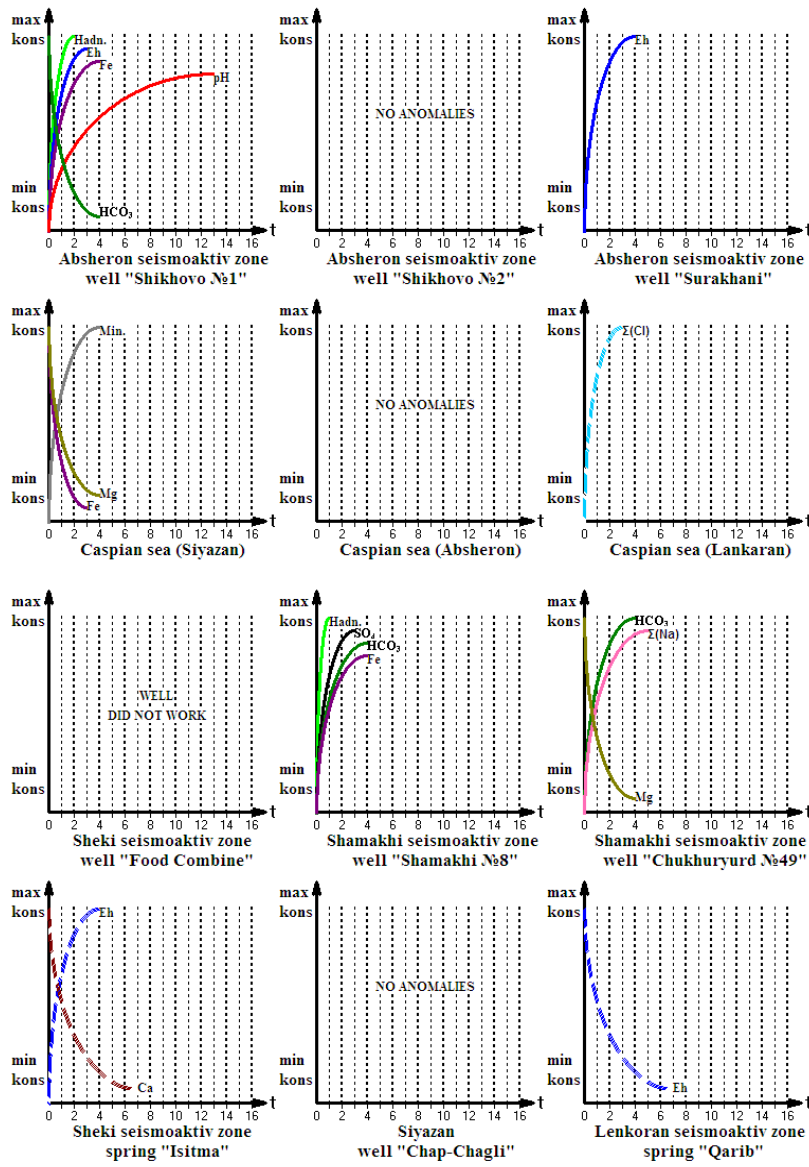 max
kons
Hadn.
Eh
Fe
pH
HCO₃
min
kons
0 2 4 6 8 10 12 14 16 t
Absheron seismoaktiv zone
well "Shikhovo №1"
NO ANOMALIES
0 2 4 6 8 10 12 14 16 t
Absheron seismoaktiv zone
well "Shikhovo №2"
max
kons
Eh
min
kons
0 2 4 6 8 10 12 14 16 t
Absheron seismoaktiv zone
well "Surakhani"
max
kons
Min.
Mg
Fe
min
kons
0 2 4 6 8 10 12 14 16 t
Caspian sea (Siyazan)
NO ANOMALIES
0 2 4 6 8 10 12 14 16 t
Caspian sea (Absheron)
max
kons
Σ(Cl)
min
kons
0 2 4 6 8 10 12 14 16 t
Caspian sea (Lankaran)
max
kons
WELL
DID NOT WORK
min
kons
0 2 4 6 8 10 12 14 16 t
Sheki seismoaktiv zone
well "Food Combine"
max
kons
Hadn.
SO₄
HCO₃
Fe
min
kons
0 2 4 6 8 10 12 14 16 t
Shamakhi seismoaktiv zone
well "Shamakhi №8"
max
kons
HCO₃
Σ(Na)
Mg
min
kons
0 2 4 6 8 10 12 14 16 t
Shamakhi seismoaktiv zone
well "Chukhuryurd №49"
max
kons
Eh
Ca
min
kons
0 2 4 6 8 10 12 14 16 t
Sheki seismoaktiv zone
spring "Isitma"
NO ANOMALIES
0 2 4 6 8 10 12 14 16 t
Siyazan
well "Chap-Chagli"
max
kons
Eh
min
kons
0 2 4 6 8 10 12 14 16 t
Lenkoran seismoaktiv zone
spring "Qarib"